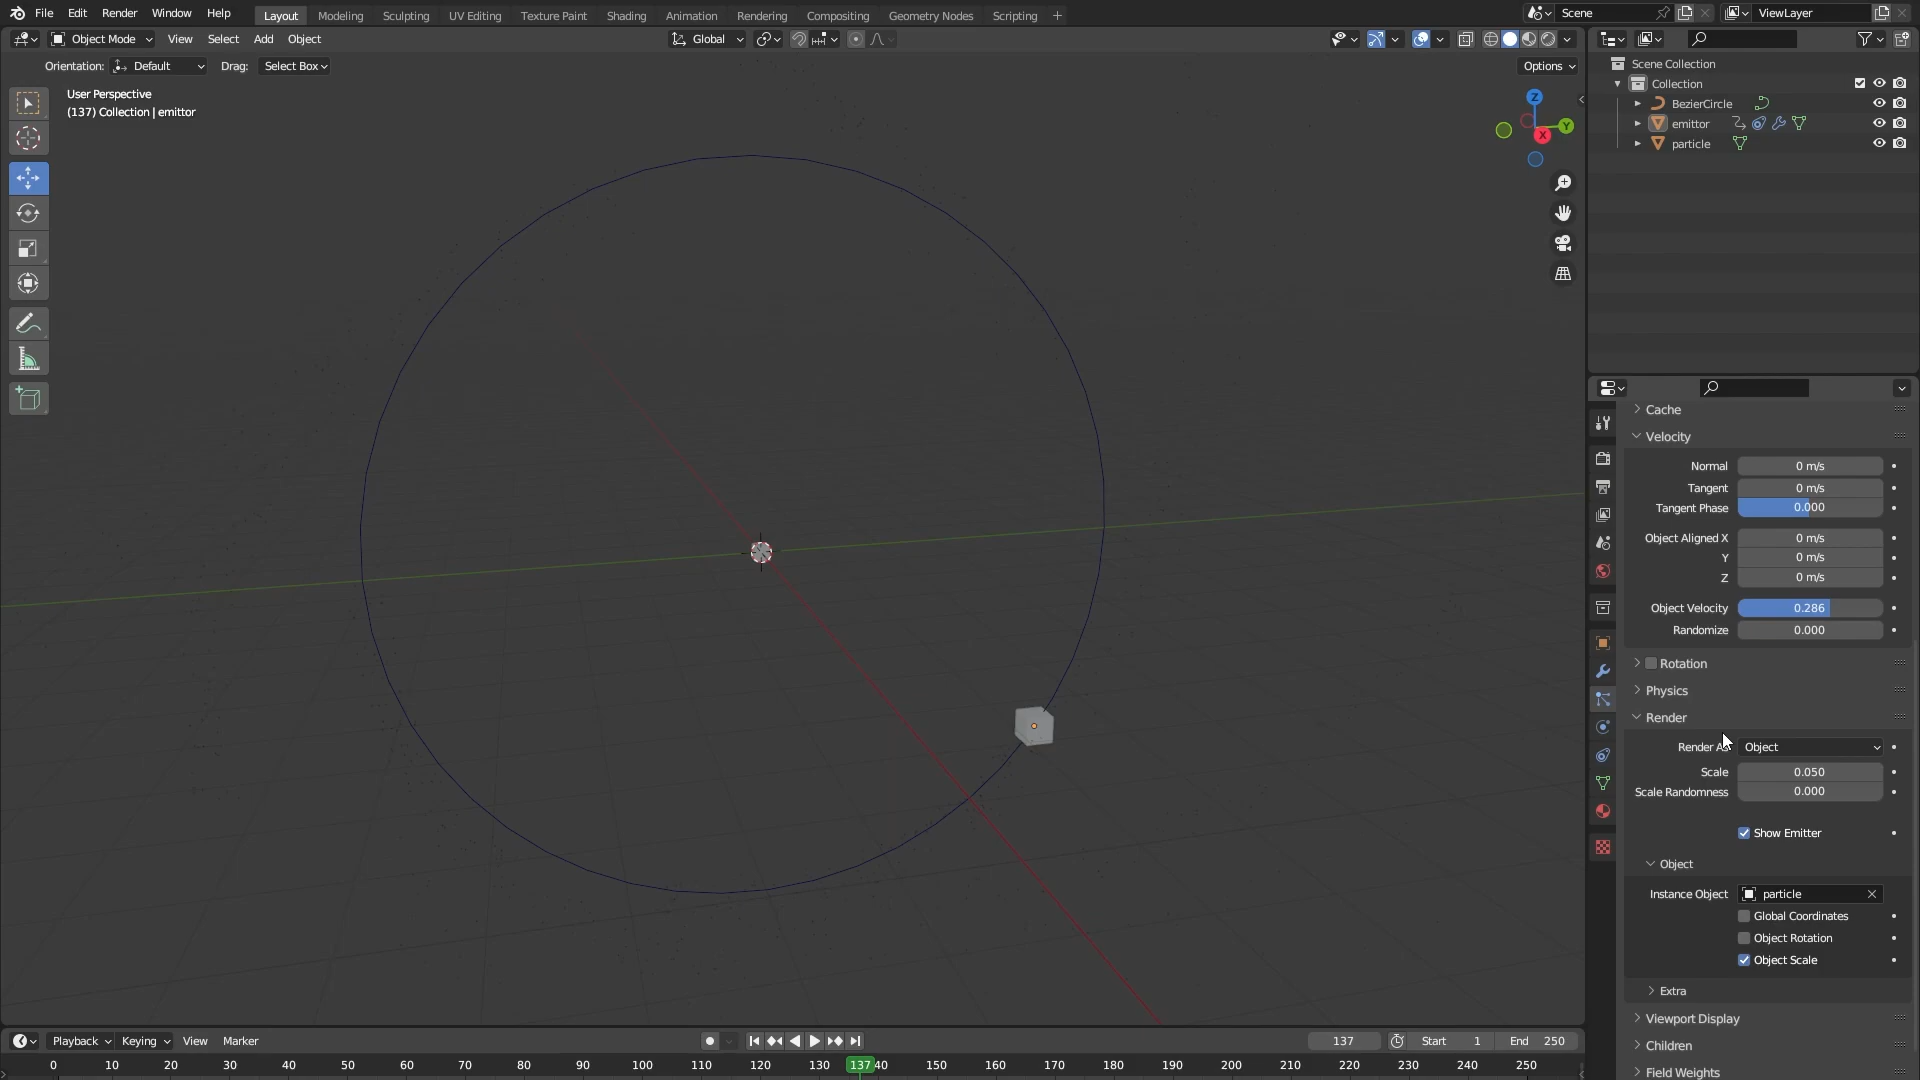 File Edit Render Window Help Layout Modeling Sculpting UV Editing Texture Paint Shading Animation Rendering Compositing Geometry Nodes Scripting + Scene ViewLayer
Object Mode View Select Add Object Global
Orientation: Default Drag: Select Box Options
User Perspective
(137) Collection | emittor
Z
Y
X
Scene Collection
Collection
BezierCircle
emittor
particle
Cache
Velocity
Normal 0 m/s
Tangent 0 m/s
Tangent Phase 0.000
Object Aligned X 0 m/s
Y 0 m/s
Z 0 m/s
Object Velocity 0.286
Randomize 0.000
Rotation
Physics
Render
Render A Object
Scale 0.050
Scale Randomness 0.000
Show Emitter
Object
Instance Object particle
Global Coordinates
Object Rotation
Object Scale
Extra
Viewport Display
Children
Field Weights
Playback Keying View Marker 137 Start 1 End 250
0 10 20 30 40 50 60 70 80 90 100 110 120 130 137 40 150 160 170 180 190 200 210 220 230 240 250